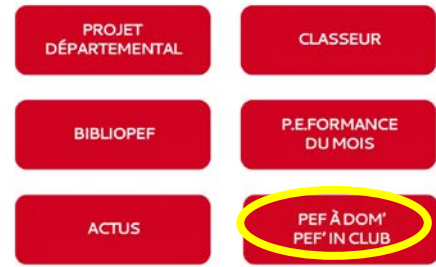 PROJET
DÉPARTEMENTAL
CLASSEUR
BIBLIOPEF
P.E.FORMANCE
DU MOIS
ACTUS
PEF À DOM'
PEF' IN CLUB